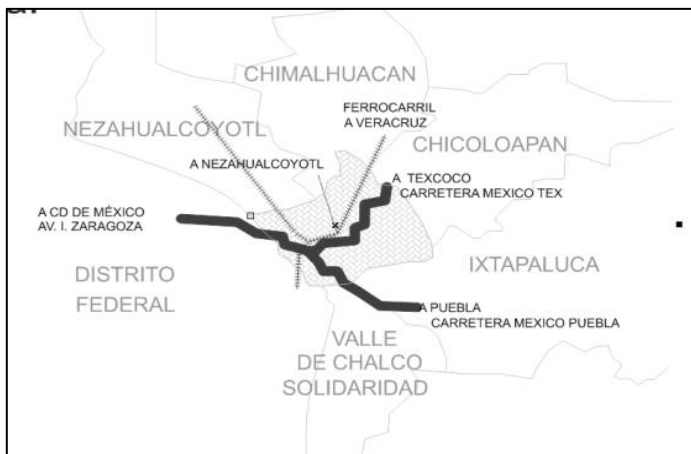 CHIMALHUACAN
FERROCARRIL
A VERACRUZ
NEZAHUALCOYOTL
CHICOLOAPAN
A NEZAHUALCOYOTL
A TEXCOCO
CARRETERA MEXICO TEX
A CD DE MÉXICO
AV. I. ZARAGOZA
IXTAPALUCA
DISTRITO
FEDERAL
A PUEBLA
CARRETERA MEXICO PUEBLA
VALLE
DE CHALCO
SOLIDARIDAD